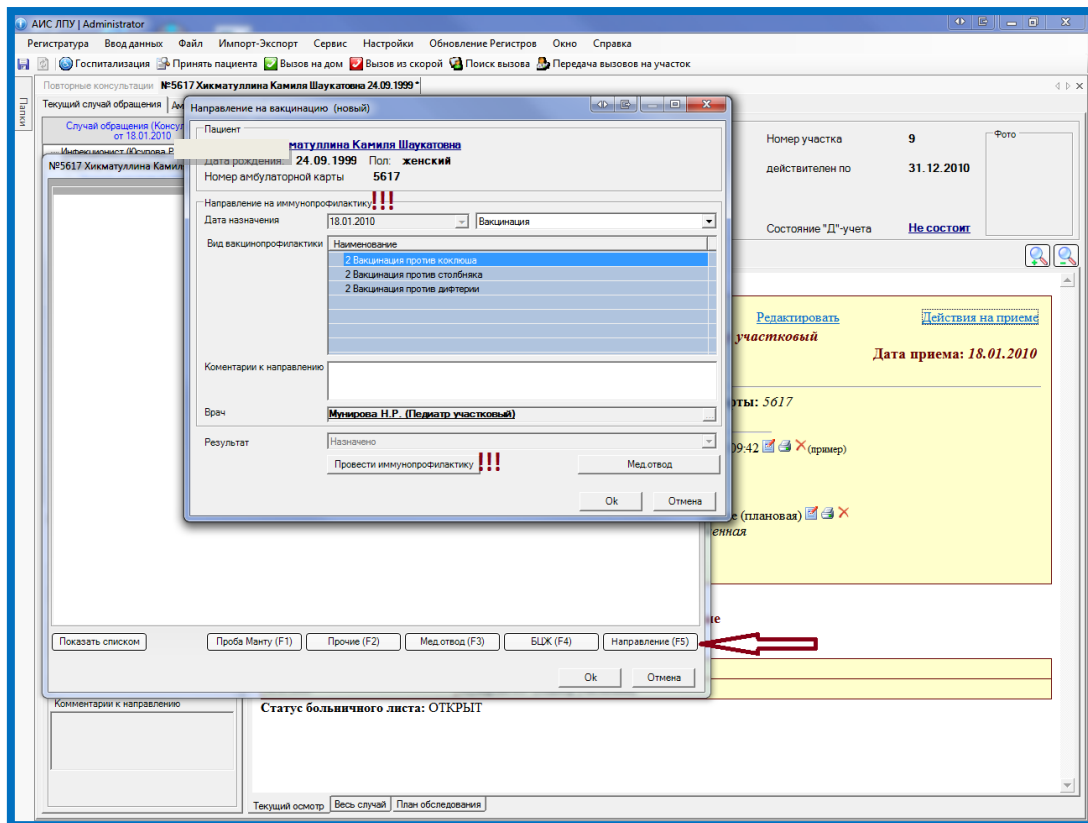 АИС ЛПУ | Administrator
Регистратура Ввод данных Файл Импорт-Экспорт Сервис Настройки Обновление Регистров Окно Справка
Госпитализация Принять пациента Вызов на дом Вызов из скорой Поиск вызова Передача вызовов на участок
Папки
Повторные консультации №5617 Хикматуллина Камиля Шаукатовна 24.09.1999 *
Текущий случай обращения
Случай обращения
от 18.01.2010
Инфекционист
№5617 Хикматуллина Камил
Направление на вакцинацию (новый)
Пациент
матуллина Камиля Шаукатовна
Дата рождения: 24.09.1999 Пол: женский
Номер амбулаторной карты 5617
Направление на иммунопрофилактику !!!
Дата назначения 18.01.2010 Вакцинация
Вид вакцинопрофилактики Наименование
2 Вакцинация против коклюша
2 Вакцинация против столбняка
2 Вакцинация против дифтерии
Коментарии к направлению
Врач Мунирова Н.Р. (Педиатр участковый) ...
Результат Назначено
Провести иммунопрофилактику !!! Мед.отвод
Ok Отмена
Номер участка 9 Фото
действителен по 31.12.2010
Состояние "Д"-учета Не состоит
Редактировать Действия на приеме
участковый
Дата приема: 18.01.2010
рты: 5617
09:42 (пример)
е (плановая)
енная
ие
Показать списком Проба Манту (F1) Прочие (F2) Мед.отвод (F3) БЦЖ (F4) Направление (F5)
Ok Отмена
Комментарии к направлению
Статус больничного листа: ОТКРЫТ
Текущий осмотр Весь случай План обследования